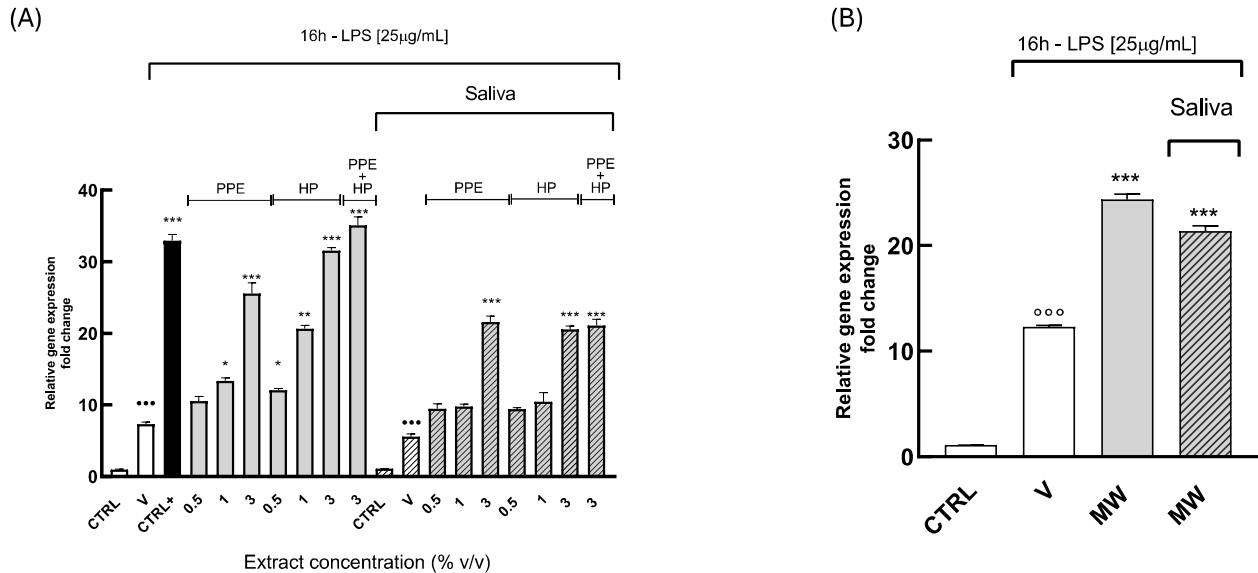 (A)
16h - LPS [25μg/mL]
Saliva
PPE
HP
PPE
+
HP
PPE
HP
PPE
+
HP
Relative gene expression
fold change
40
30
20
10
0
•••
***
*
***
*
**
***
***
•••
***
***
***
CTRL
V
CTRL+
0.5
1
3
0.5
1
3
3
CTRL
V
0.5
1
3
0.5
1
3
3
Extract concentration (% v/v)
(B)
16h - LPS [25μg/mL]
Saliva
Relative gene expression
fold change
30
20
10
0
°°°
***
***
CTRL
V
MW
MW